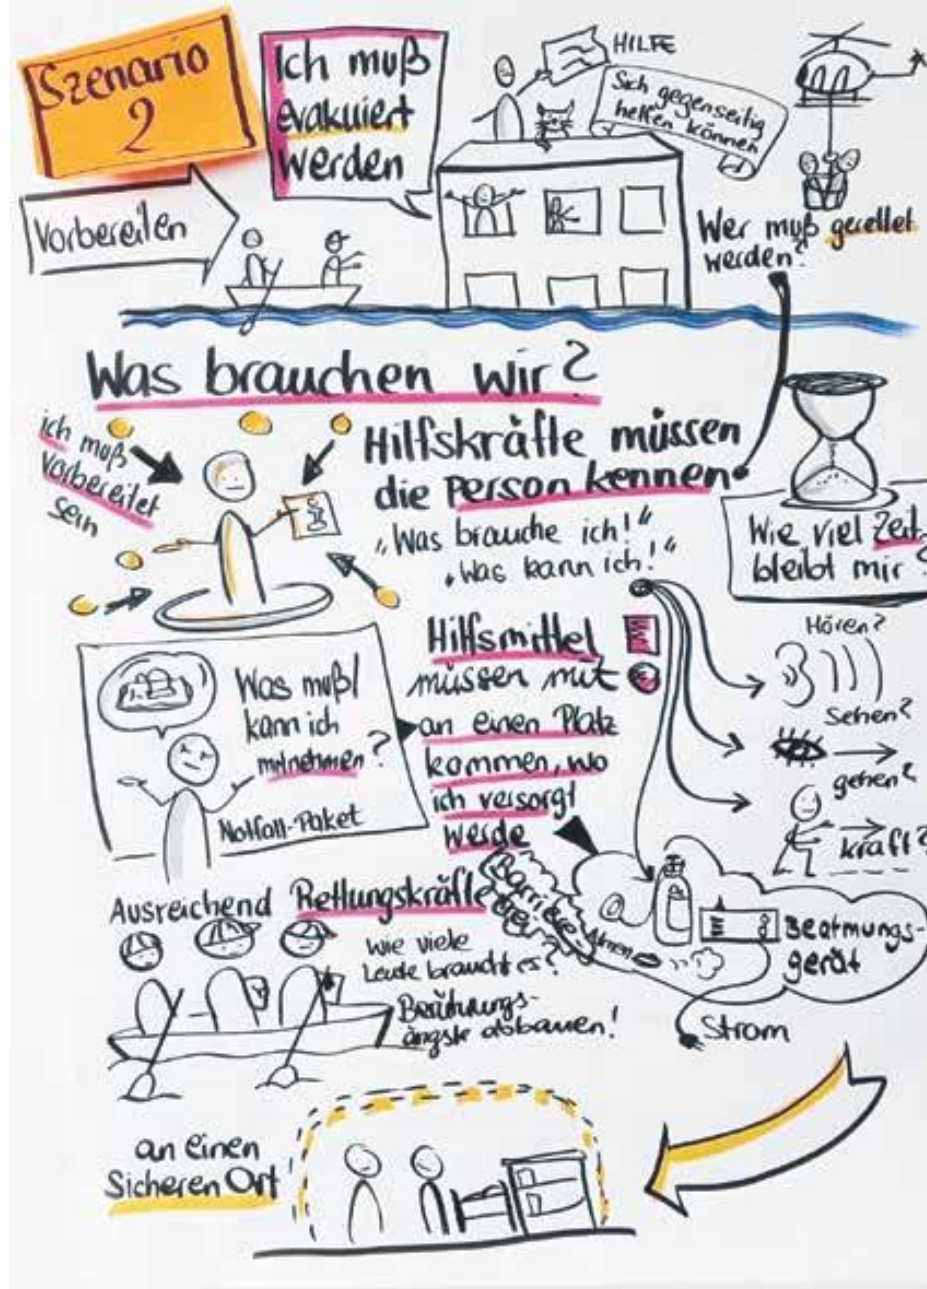 Szenario
2
Ich muß
evakuiert
werden
HILFE
Sich gegenseitig
helfen können
Vorbereiten
Wer muß gerettet
werden?
Was brauchen wir?
ich muß
vorbereitet
sein
Hilfskräfte müssen
die Person kennen
„Was brauche ich!“
„Was kann ich!“
Wie viel Zeit
bleibt mir?
Hilfsmittel
müssen mit
an einen Platz
kommen, wo
ich versorgt
werde
Hören?
Sehen?
gehen?
kraft?
Was muß/
kann ich
mitnehmen?
Notfall-Paket
Barriere-
frei
Atmen
Beatmungs-
gerät
Strom
Ausreichend Rettungskräfte
Wie viele
Leute braucht es?
Berührungs-
ängste abbauen!
an einen
Sicheren Ort